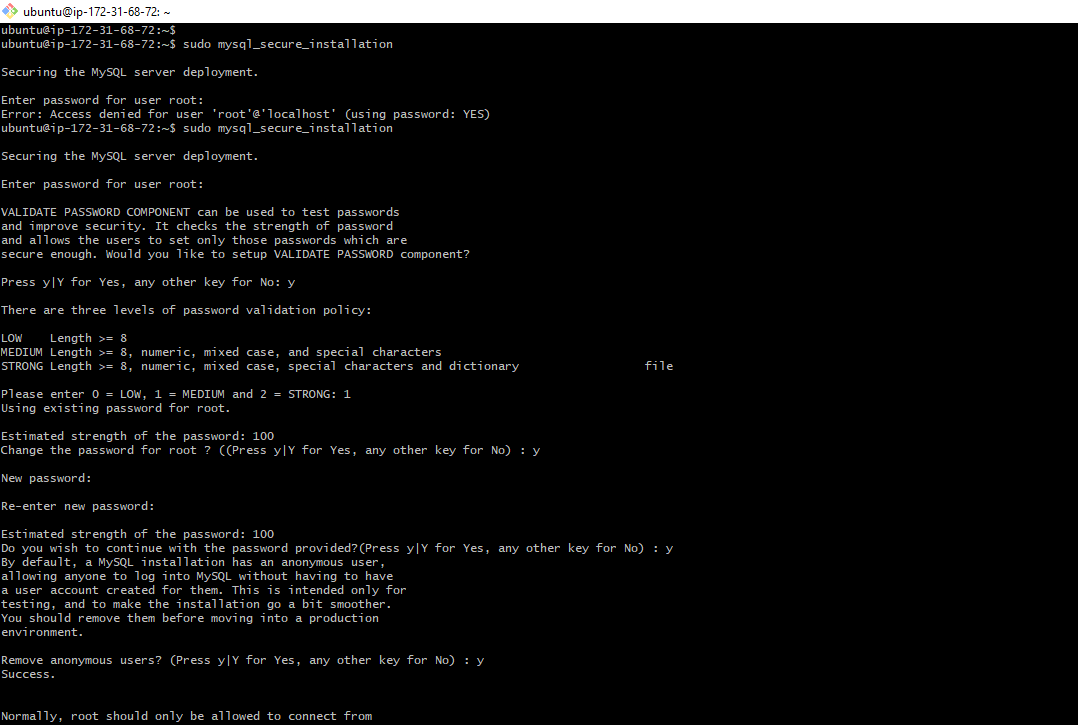 ubuntu@ip-172-31-68-72: ~
ubuntu@ip-172-31-68-72:~$
ubuntu@ip-172-31-68-72:~$ sudo mysql_secure_installation
Securing the MySQL server deployment.
Enter password for user root:
Error: Access denied for user 'root'@'localhost' (using password: YES)
ubuntu@ip-172-31-68-72:~$ sudo mysql_secure_installation
Securing the MySQL server deployment.
Enter password for user root:
VALIDATE PASSWORD COMPONENT can be used to test passwords
and improve security. It checks the strength of password
and allows the users to set only those passwords which are
secure enough. Would you like to setup VALIDATE PASSWORD component?
Press y|Y for Yes, any other key for No: y
There are three levels of password validation policy:
LOW    Length >= 8
MEDIUM Length >= 8, numeric, mixed case, and special characters
STRONG Length >= 8, numeric, mixed case, special characters and dictionary                  file
Please enter 0 = LOW, 1 = MEDIUM and 2 = STRONG: 1
Using existing password for root.
Estimated strength of the password: 100
Change the password for root ? ((Press y|Y for Yes, any other key for No) : y
New password:
Re-enter new password:
Estimated strength of the password: 100
Do you wish to continue with the password provided?(Press y|Y for Yes, any other key for No) : y
By default, a MySQL installation has an anonymous user,
allowing anyone to log into MySQL without having to have
a user account created for them. This is intended only for
testing, and to make the installation go a bit smoother.
You should remove them before moving into a production
environment.
Remove anonymous users? (Press y|Y for Yes, any other key for No) : y
Success.
Normally, root should only be allowed to connect from